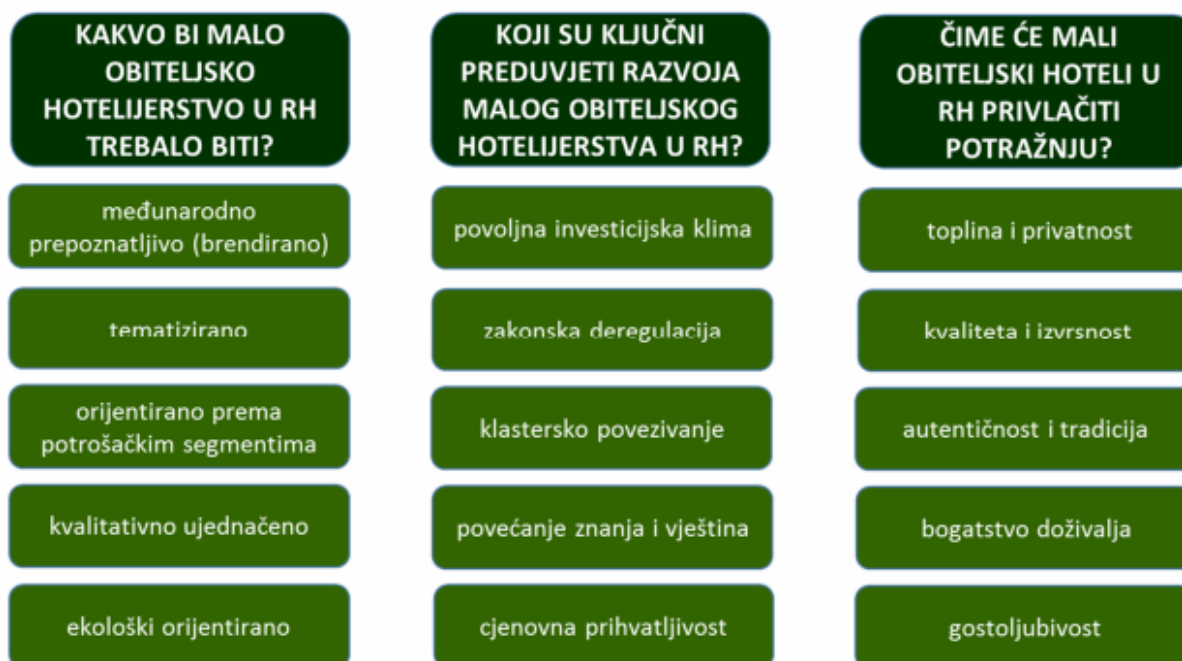 KAKVO BI MALO
OBITELJSKO
HOTELIJERSTVO U RH
TREBALO BITI?
međunarodno
prepoznatljivo (brendirano)
tematizirano
orijentirano prema
potrošačkim segmentima
kvalitativno ujednačeno
ekološki orijentirano
KOJI SU KLJUČNI
PREDUVJETI RAZVOJA
MALOG OBITELJSKOG
HOTELIJERSTVA U RH?
povoljna investicijska klima
zakonska deregulacija
klastersko povezivanje
povećanje znanja i vještina
cjenovna prihvatljivost
ČIME ĆE MALI
OBITELJSKI HOTELI U
RH PRIVLAČITI
POTRAŽNJU?
toplina i privatnost
kvaliteta i izvrsnost
autentičnost i tradicija
bogatstvo doživalja
gostoljubivost